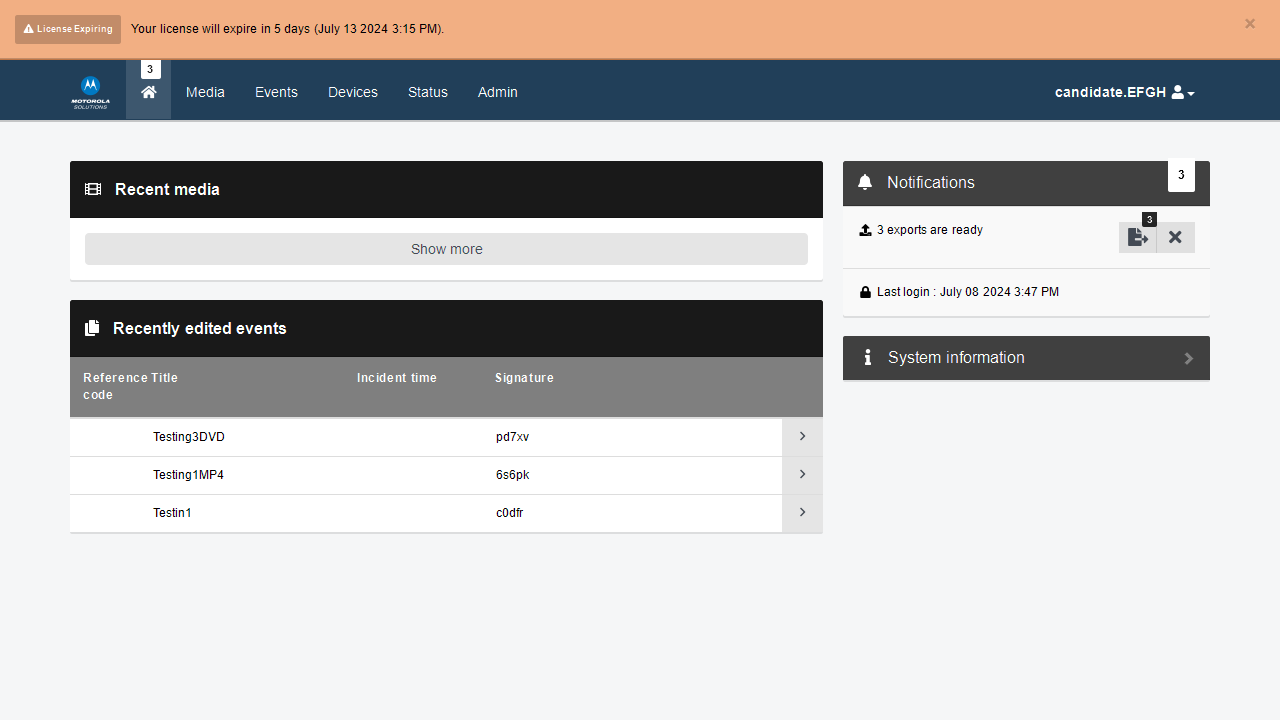 License Expiring Your license will expire in 5 days (July 13 2024 3:15 PM).
MOTOROLA
SOLUTIONS
3
Media Events Devices Status Admin candidate.EFGH
Recent media
Show more
Recently edited events
Reference Title Incident time Signature
code
Testing3DVD pd7xv
Testing1MP4 6s6pk
Testin1 c0dfr
Notifications 3
3 exports are ready 3
Last login : July 08 2024 3:47 PM
System information